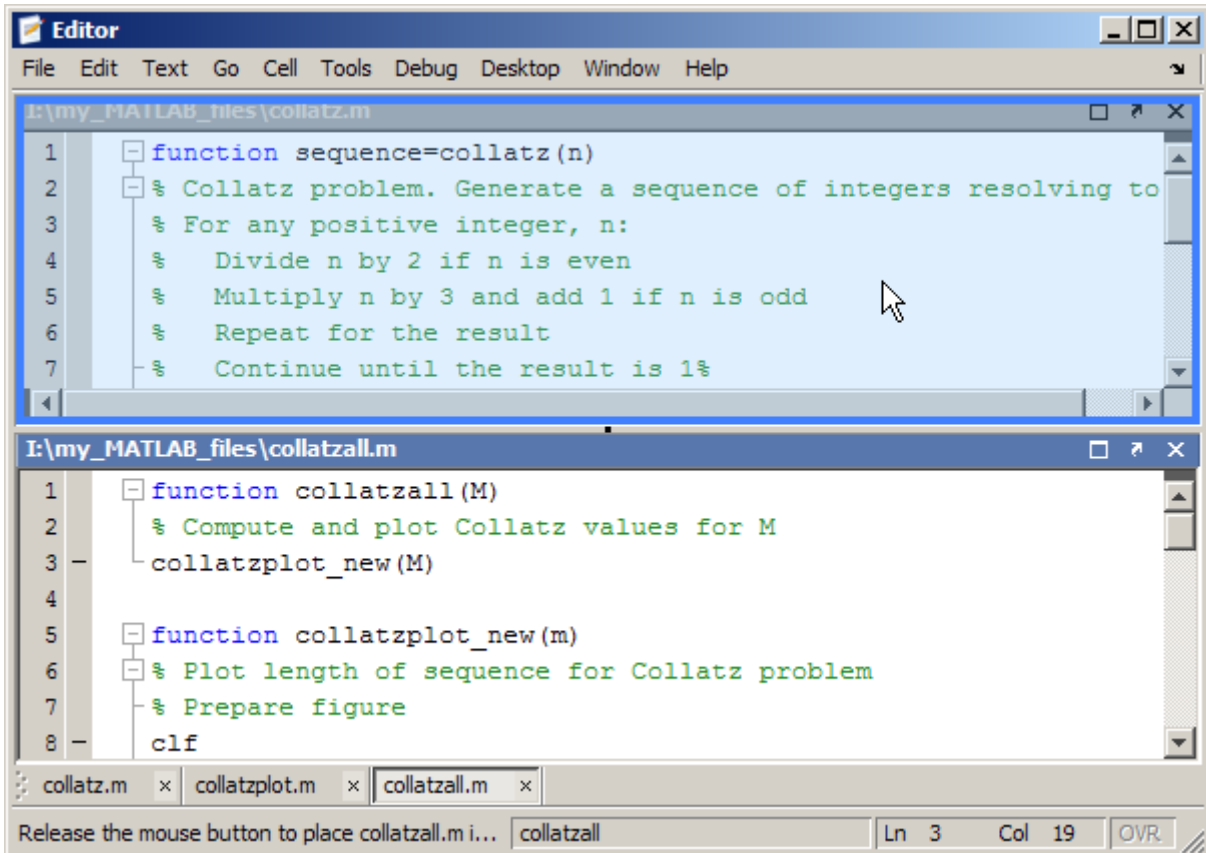 Editor
File Edit Text Go Cell Tools Debug Desktop Window Help
I:\my_MATLAB_files\collatz.m
1 function sequence=collatz(n)
2 % Collatz problem. Generate a sequence of integers resolving to
3 % For any positive integer, n:
4 %   Divide n by 2 if n is even
5 %   Multiply n by 3 and add 1 if n is odd
6 %   Repeat for the result
7 %   Continue until the result is 1%
I:\my_MATLAB_files\collatzall.m
1 function collatzall(M)
2 % Compute and plot Collatz values for M
3 – collatzplot_new(M)
4
5 function collatzplot_new(m)
6 % Plot length of sequence for Collatz problem
7 % Prepare figure
8 – clf
collatz.m × collatzplot.m × collatzall.m ×
Release the mouse button to place collatzall.m i... collatzall Ln 3 Col 19 OVR